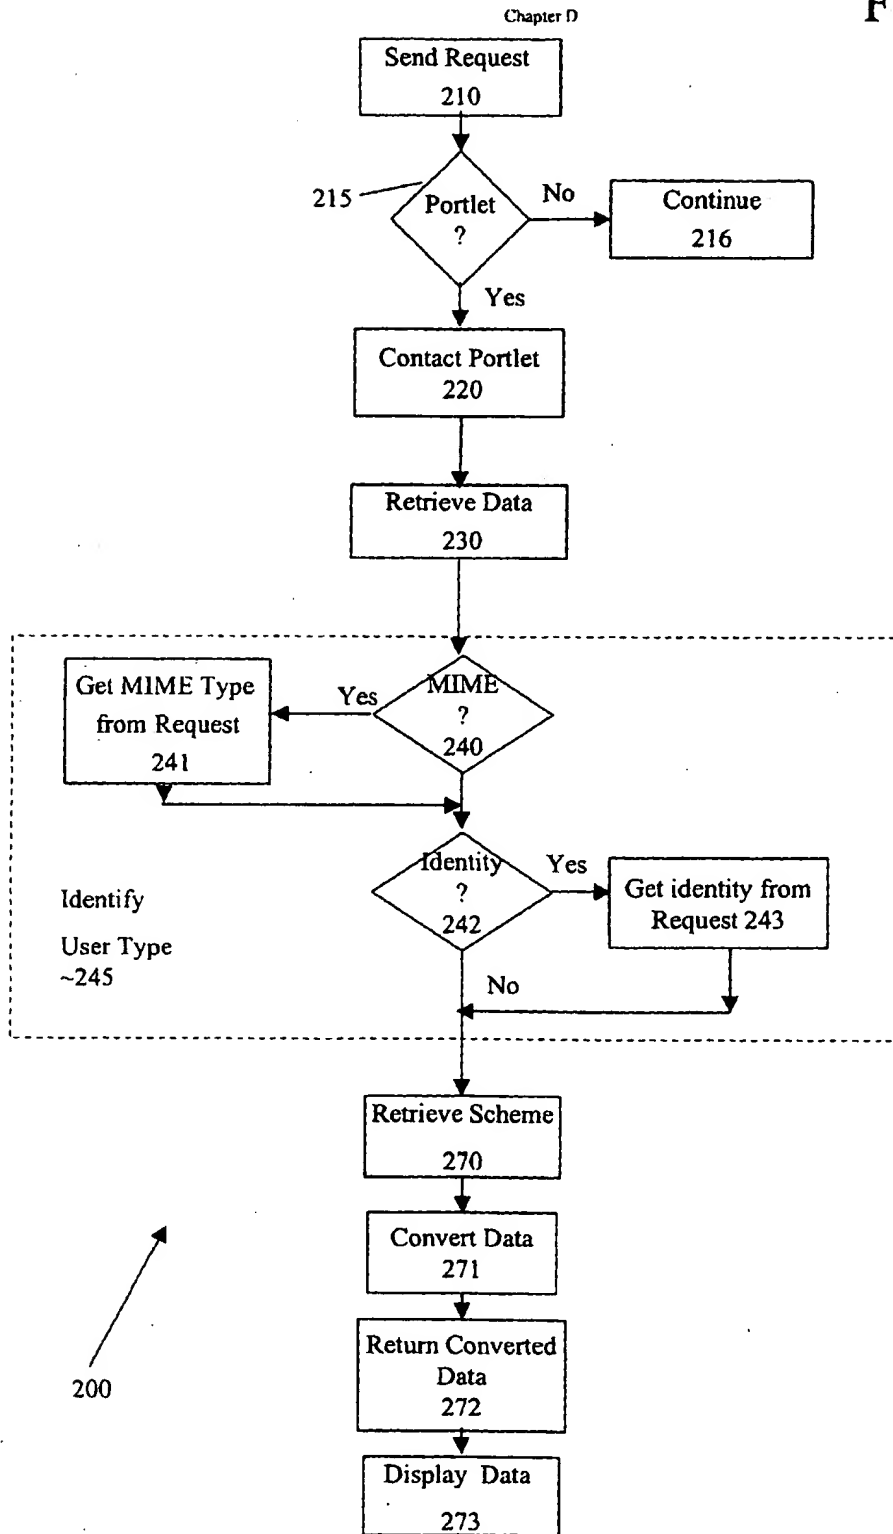 F
Chapter D
Send Request
210
215
Portlet
?
No
Continue
216
Yes
Contact Portlet
220
Retrieve Data
230
Get MIME Type
from Request
241
Yes
MIME
?
240
Identity
?
242
Yes
Get identity from
Request 243
Identify
User Type
~245
No
Retrieve Scheme
270
Convert Data
271
Return Converted
Data
272
200
Display Data
273